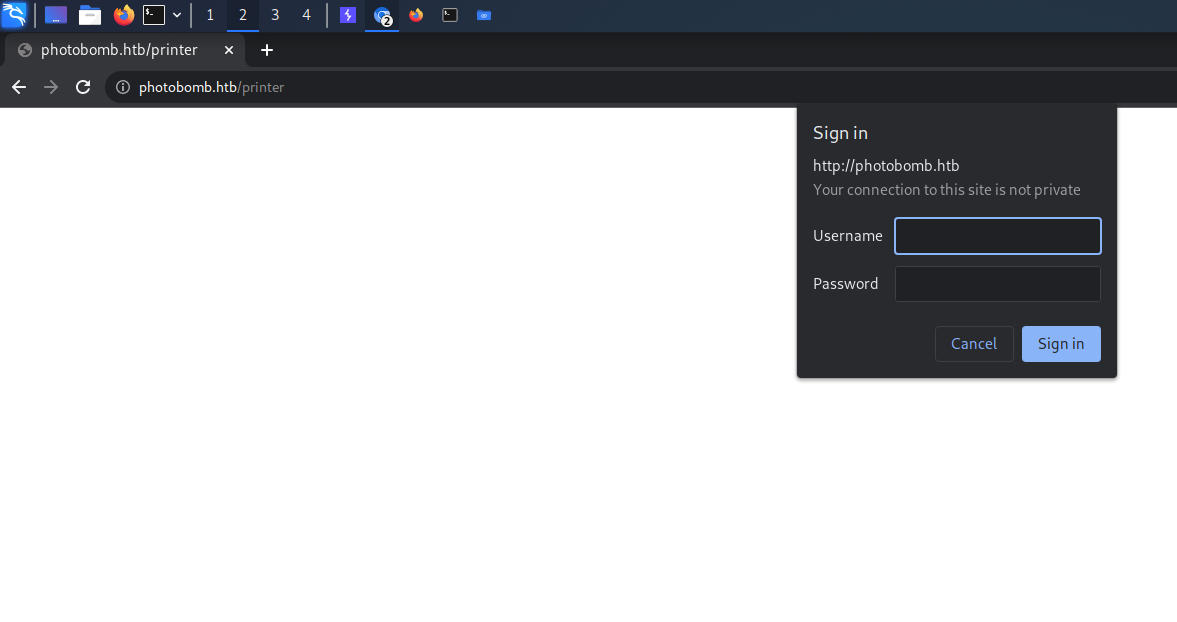 1 2 3 4 2
photobomb.htb/printer
photobomb.htb/printer
Sign in
http://photobomb.htb
Your connection to this site is not private
Username
Password
Cancel Sign in